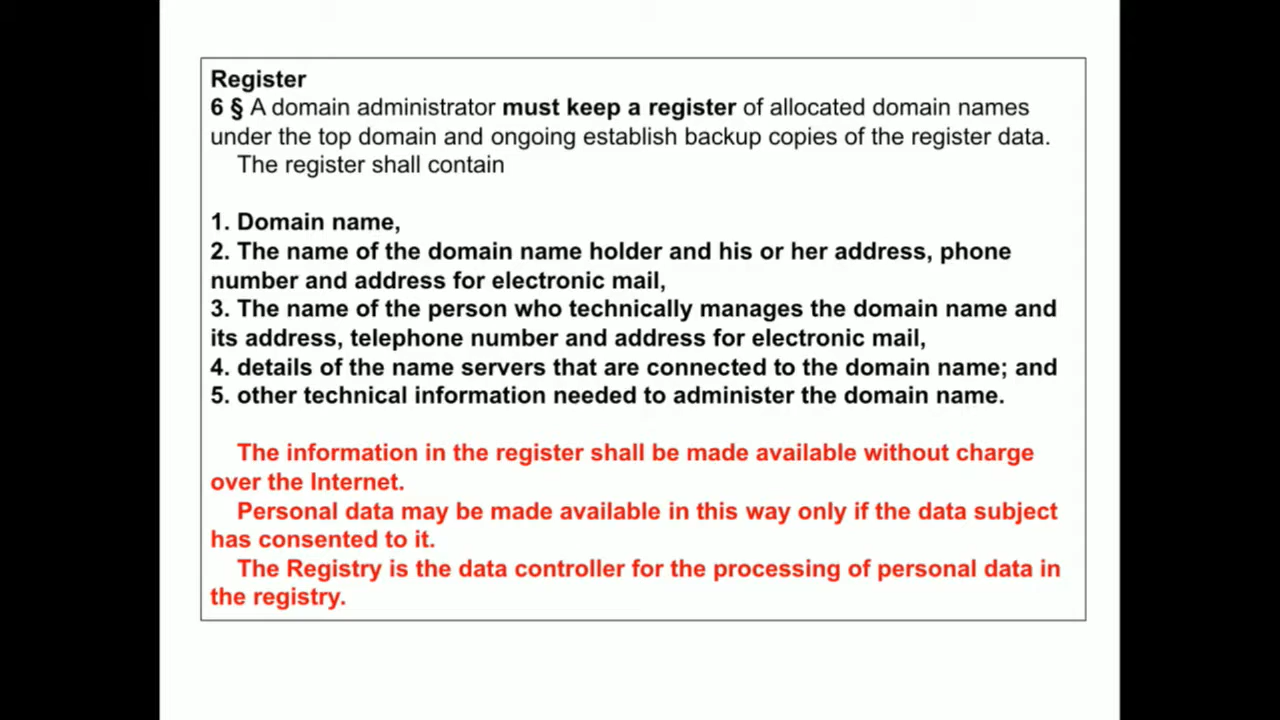 Register
6 § A domain administrator must keep a register of allocated domain names
under the top domain and ongoing establish backup copies of the register data.
The register shall contain
1. Domain name,
2. The name of the domain name holder and his or her address, phone
number and address for electronic mail,
3. The name of the person who technically manages the domain name and
its address, telephone number and address for electronic mail,
4. details of the name servers that are connected to the domain name; and
5. other technical information needed to administer the domain name.
The information in the register shall be made available without charge
over the Internet.
Personal data may be made available in this way only if the data subject
has consented to it.
The Registry is the data controller for the processing of personal data in
the registry.